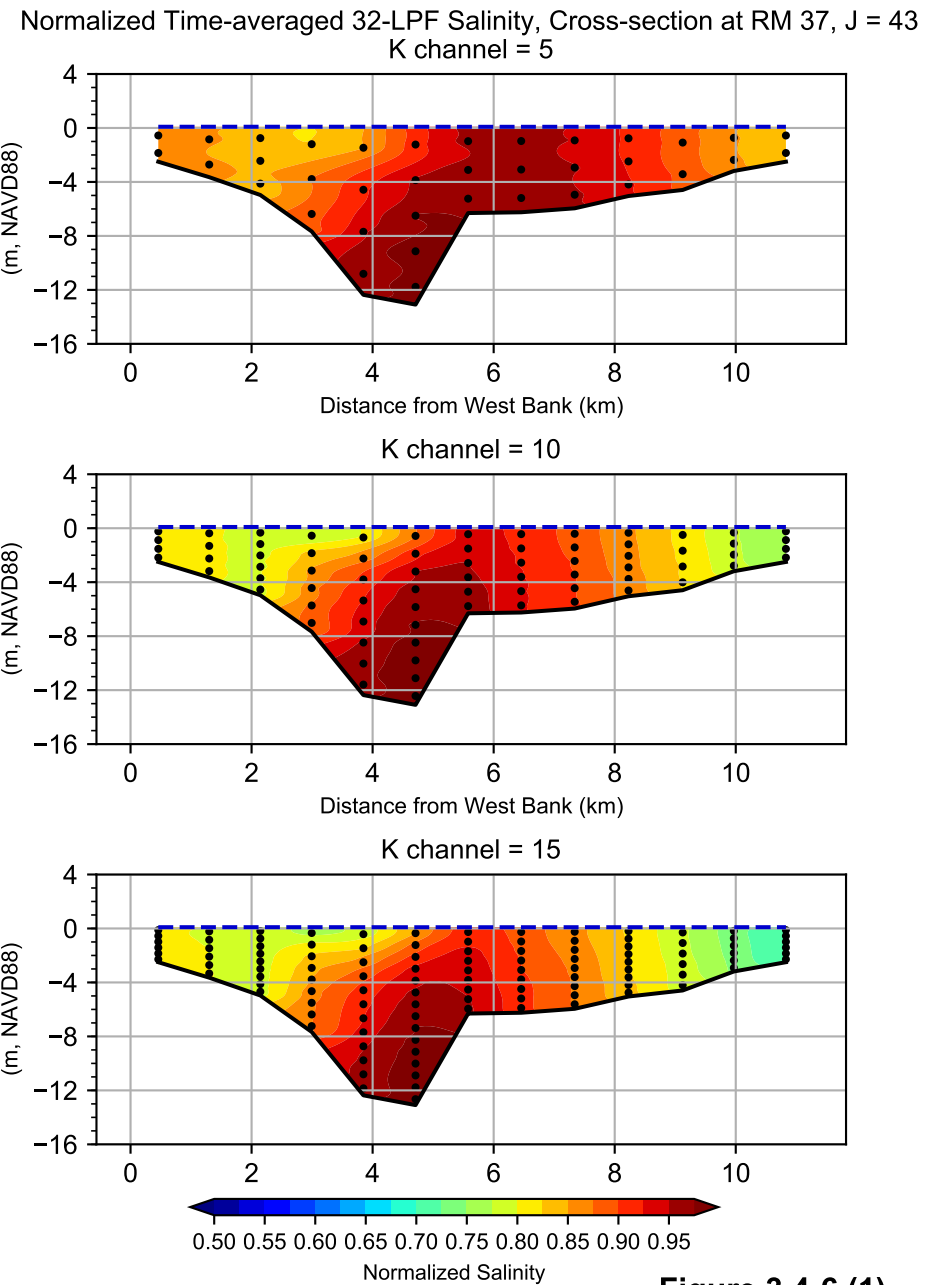 Normalized Time-averaged 32-LPF Salinity, Cross-section at RM 37, J = 43
K channel = 5
4
0
−4
−8
−12
−16
(m, NAVD88)
0 2 4 6 8 10
Distance from West Bank (km)
K channel = 10
4
0
−4
−8
−12
−16
(m, NAVD88)
0 2 4 6 8 10
Distance from West Bank (km)
K channel = 15
4
0
−4
−8
−12
−16
(m, NAVD88)
0 2 4 6 8 10
0.50 0.55 0.60 0.65 0.70 0.75 0.80 0.85 0.90 0.95
Normalized Salinity